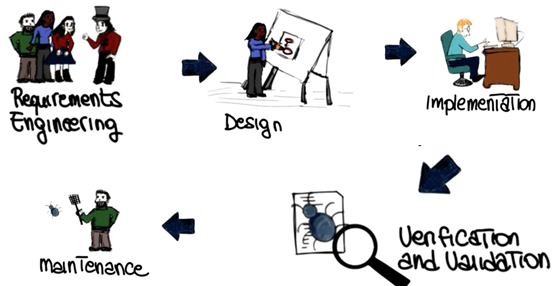 Requirements
Engineering
Design
Implementation
Verification
and Validation
Maintenance